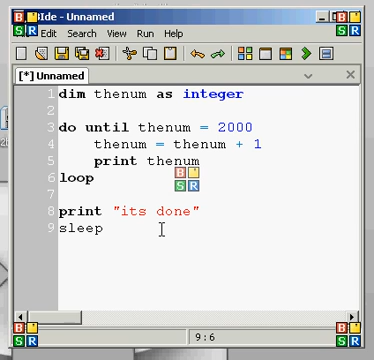 BIde - Unnamed
Edit Search View Run Help
[*]Unnamed
1 dim thenum as integer
2
3 do until thenum = 2000
4 thenum = thenum + 1
5 print thenum
6 loop
7
8 print "its done"
9 sleep
9:6